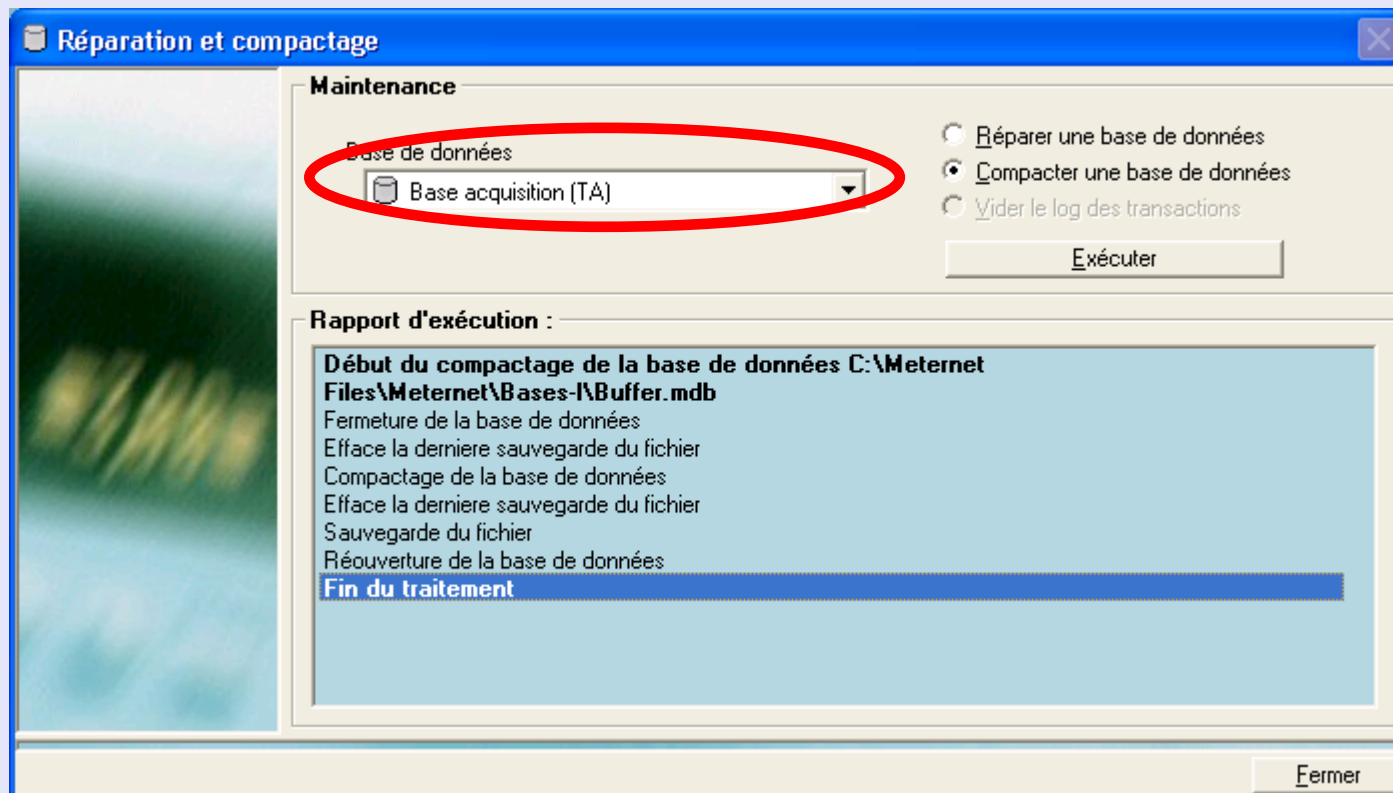 Réparation et compactage
Maintenance
Base de données
Base acquisition (TA)
Réparer une base de données
Compacter une base de données
Vider le log des transactions
Exécuter
Rapport d'exécution :
Début du compactage de la base de données C:\Meternet
Files\Meternet\Bases-I\Buffer.mdb
Fermeture de la base de données
Efface la derniere sauvegarde du fichier
Compactage de la base de données
Efface la derniere sauvegarde du fichier
Sauvegarde du fichier
Réouverture de la base de données
Fin du traitement
Fermer